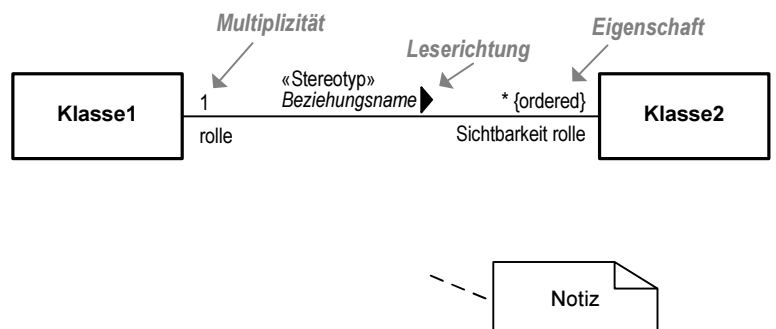 Multiplizität
Leserichtung
Eigenschaft
Klasse1
1
rolle
«Stereotyp»
Beziehungsname
* {ordered}
Sichtbarkeit rolle
Klasse2
Notiz